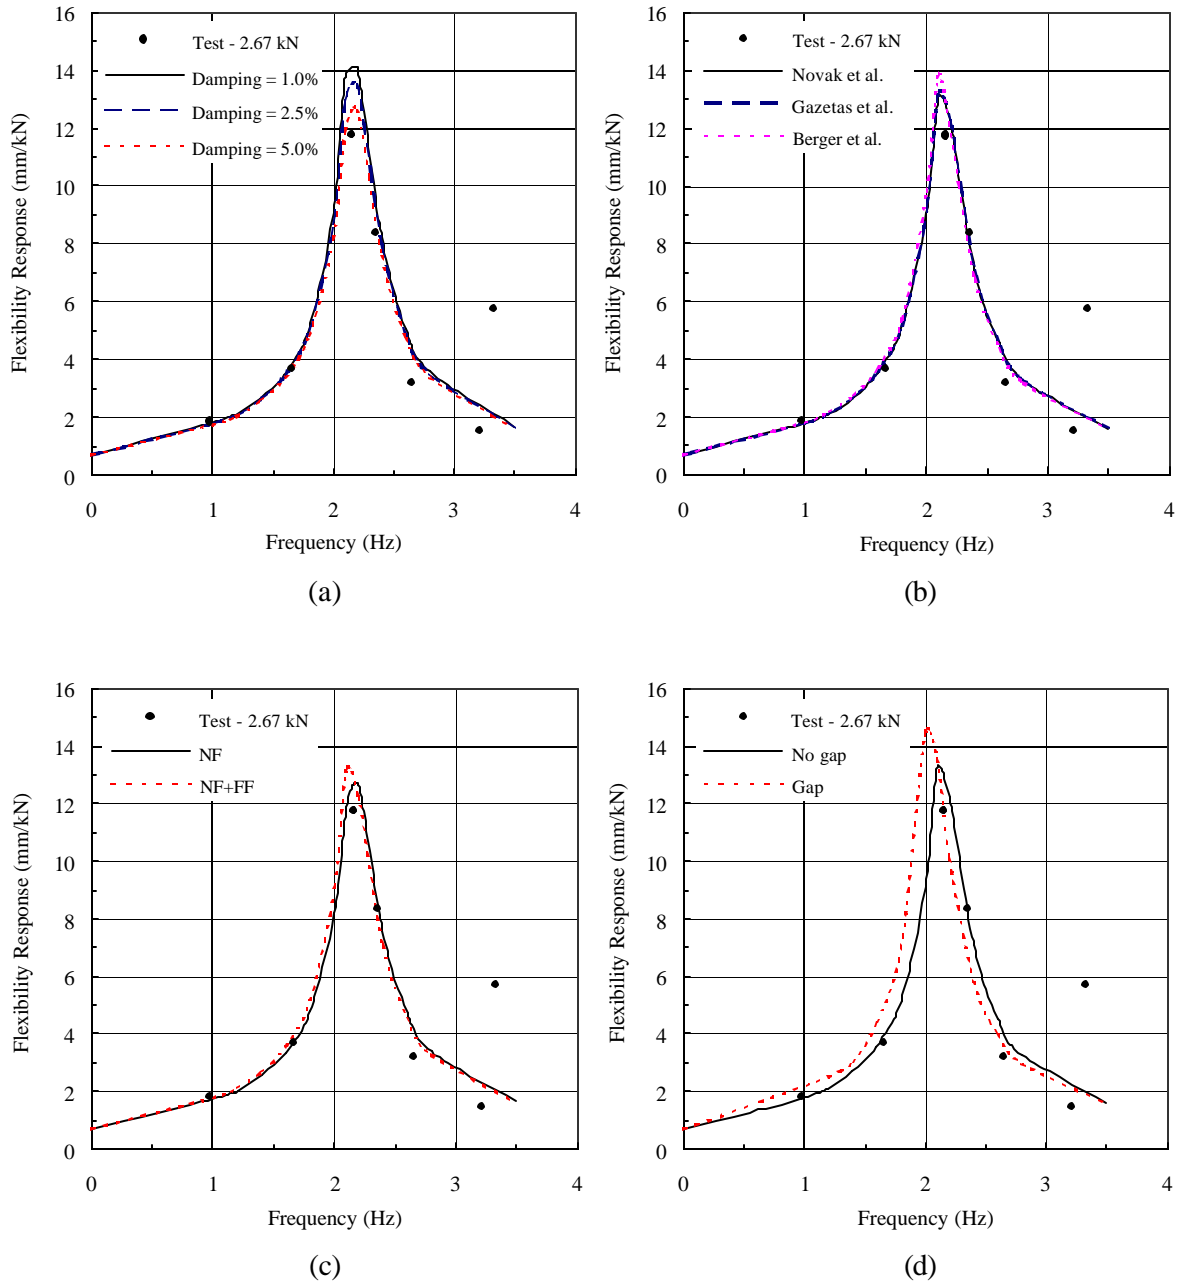 16
14
12
10
8
6
4
2
0
Flexibility Response (mm/kN)
Test - 2.67 kN
Damping = 1.0%
Damping = 2.5%
Damping = 5.0%
0 1 2 3 4
Frequency (Hz)
(a)
16
14
12
10
8
6
4
2
0
Flexibility Response (mm/kN)
Test - 2.67 kN
Novak et al.
Gazetas et al.
Berger et al.
0 1 2 3 4
Frequency (Hz)
(b)
16
14
12
10
8
6
4
2
0
Flexibility Response (mm/kN)
Test - 2.67 kN
NF
NF+FF
0 1 2 3 4
Frequency (Hz)
(c)
16
14
12
10
8
6
4
2
0
Flexibility Response (mm/kN)
Test - 2.67 kN
No gap
Gap
0 1 2 3 4
Frequency (Hz)
(d)